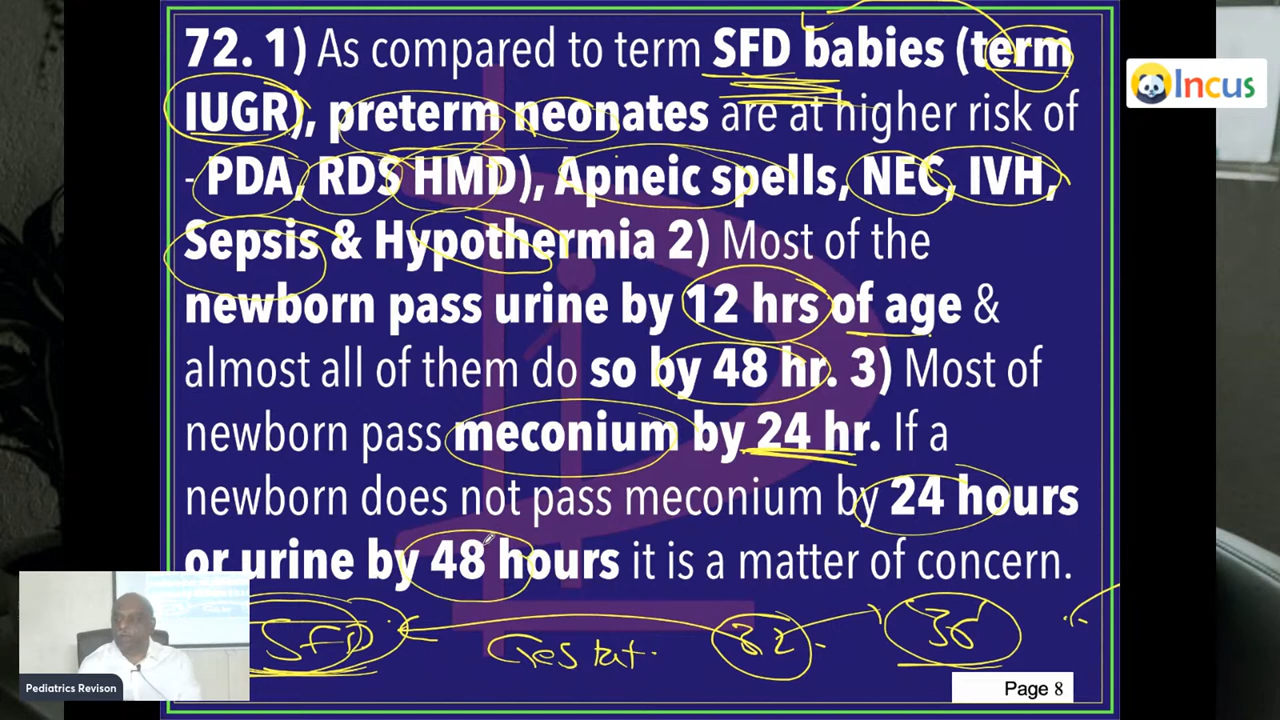 72. 1) As compared to term SFD babies (term
IUGR), preterm neonates are at higher risk of
- PDA, RDS HMD), Apneic spells, NEC, IVH,
Sepsis & Hypothermia 2) Most of the
newborn pass urine by 12 hrs of age &
almost all of them do so by 48 hr. 3) Most of
newborn pass meconium by 24 hr. If a
newborn does not pass meconium by 24 hours
or urine by 48 hours it is a matter of concern.
SFD Gestat. 32 36
Page 8
Incus
Pediatrics Revison